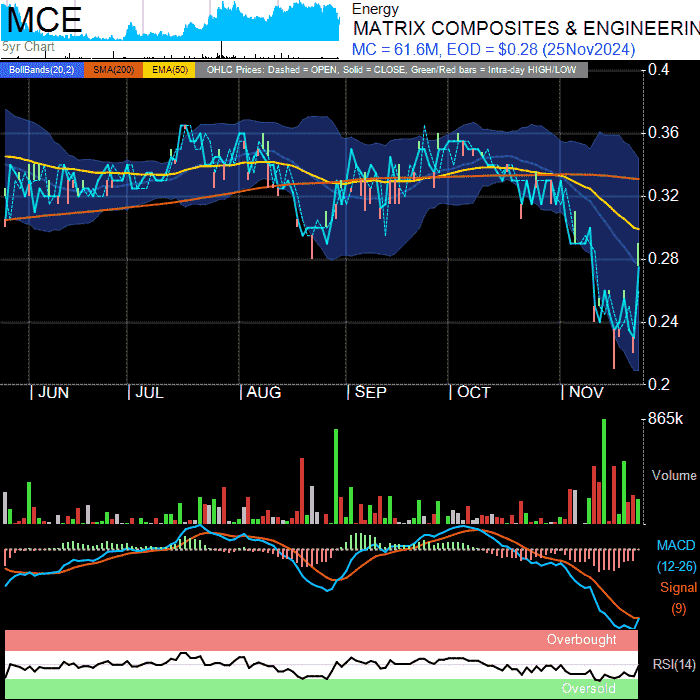 MCE
5yr Chart
Energy
MATRIX COMPOSITES & ENGINEERIN
MC = 61.6M, EOD = $0.28 (25Nov2024)
BollBands(20,2) SMA(200) EMA(50) OHLC Prices: Dashed = OPEN, Solid = CLOSE, Green/Red bars = Intra-day HIGH/LOW
0.4
0.36
0.32
0.28
0.24
0.2
| JUN | JUL | AUG | SEP | OCT | NOV
865k
Volume
MACD
(12-26)
Signal
(9)
Overbought
RSI(14)
Oversold